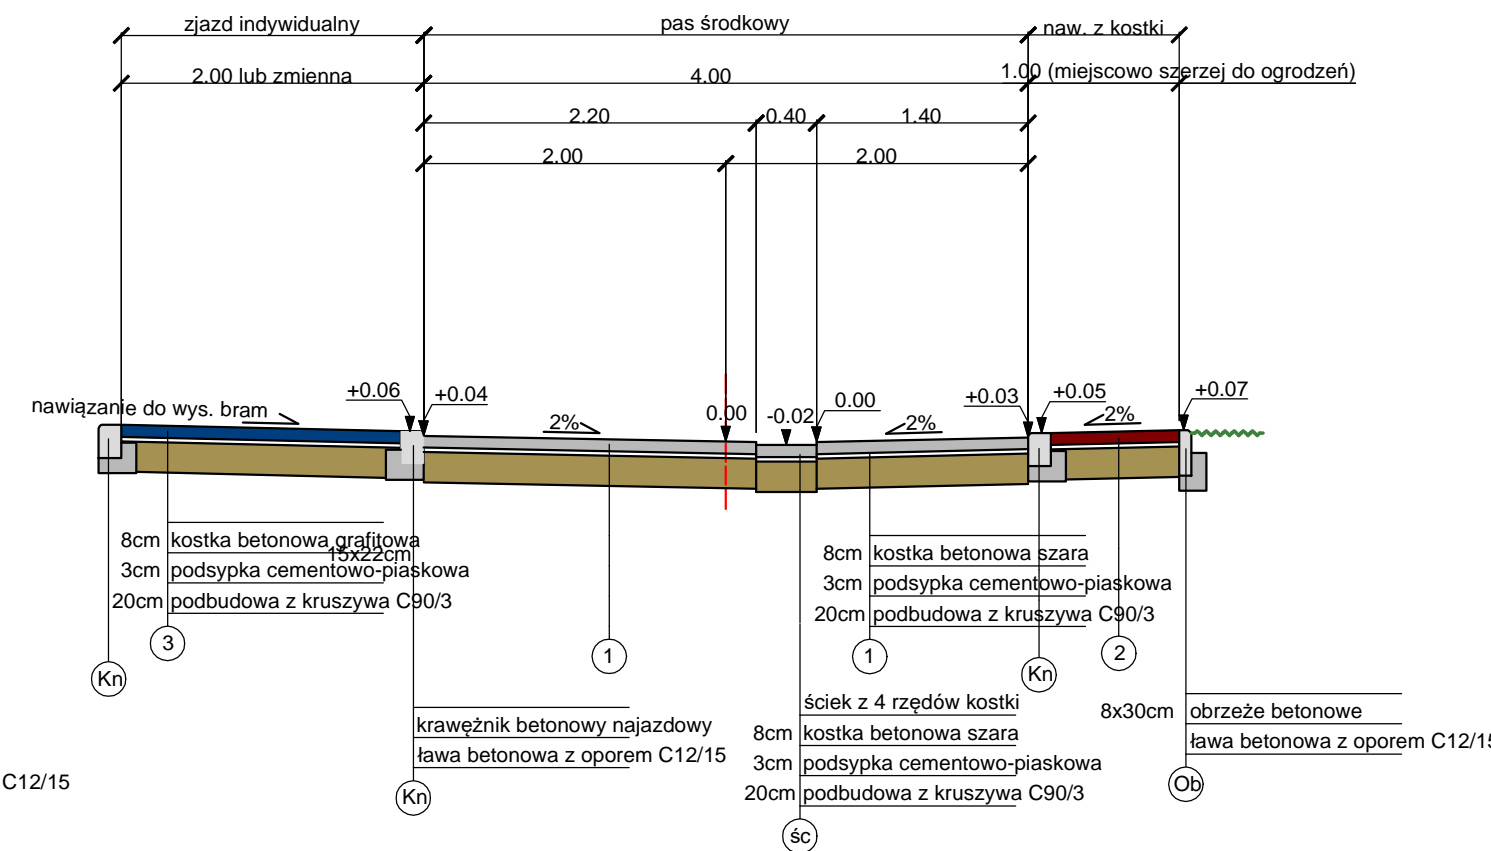 zjazd indywidualny
pas środkowy
naw. z kostki
2.00 lub zmienna
4.00
1.00 (miejscowo szerzej do ogrodzeń)
2.20
0.40
1.40
2.00
2.00
nawiązanie do wys. bram
+0.06
+0.04
2%
0.00
-0.02
0.00
2%
+0.03
+0.05
2%
+0.07
8cm kostka betonowa grafitowa
15x22cm
3cm podsypka cementowo-piaskowa
20cm podbudowa z kruszywa C90/3
3
Kn
1
8cm kostka betonowa szara
3cm podsypka cementowo-piaskowa
20cm podbudowa z kruszywa C90/3
1
Kn
2
krawężnik betonowy najazdowy
ława betonowa z oporem C12/15
Kn
ściek z 4 rzędów kostki
8cm kostka betonowa szara
3cm podsypka cementowo-piaskowa
20cm podbudowa z kruszywa C90/3
śc
8x30cm obrzeże betonowe
ława betonowa z oporem C12/15
Ob
C12/15